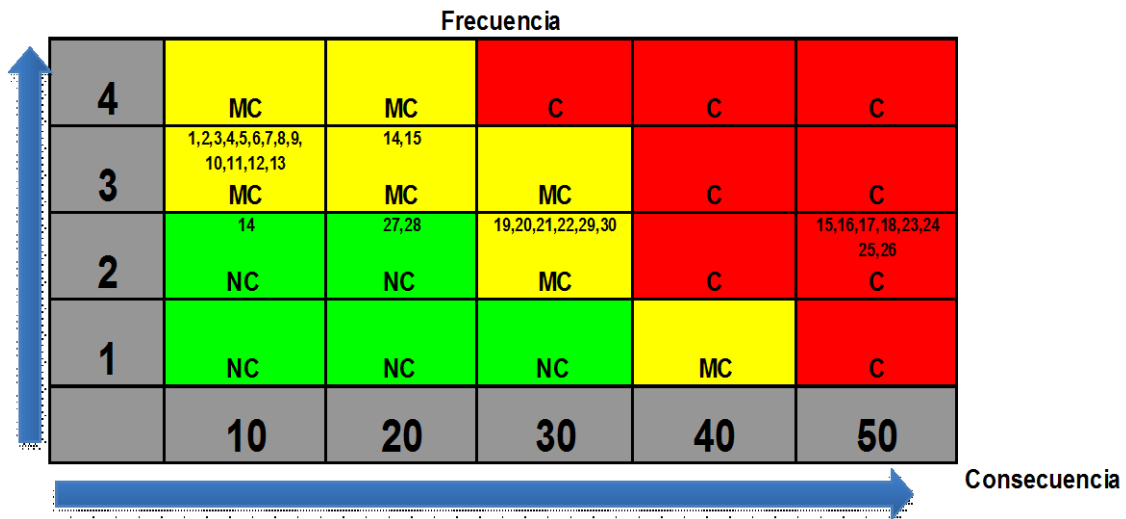 Frecuencia
4 MC MC C C C
1,2,3,4,5,6,7,8,9, 14,15
10,11,12,13
3 MC MC MC C C
14 27,28 19,20,21,22,29,30 15,16,17,18,23,24
25,26
2 NC NC MC C C
1 NC NC NC MC C
10 20 30 40 50
Consecuencia